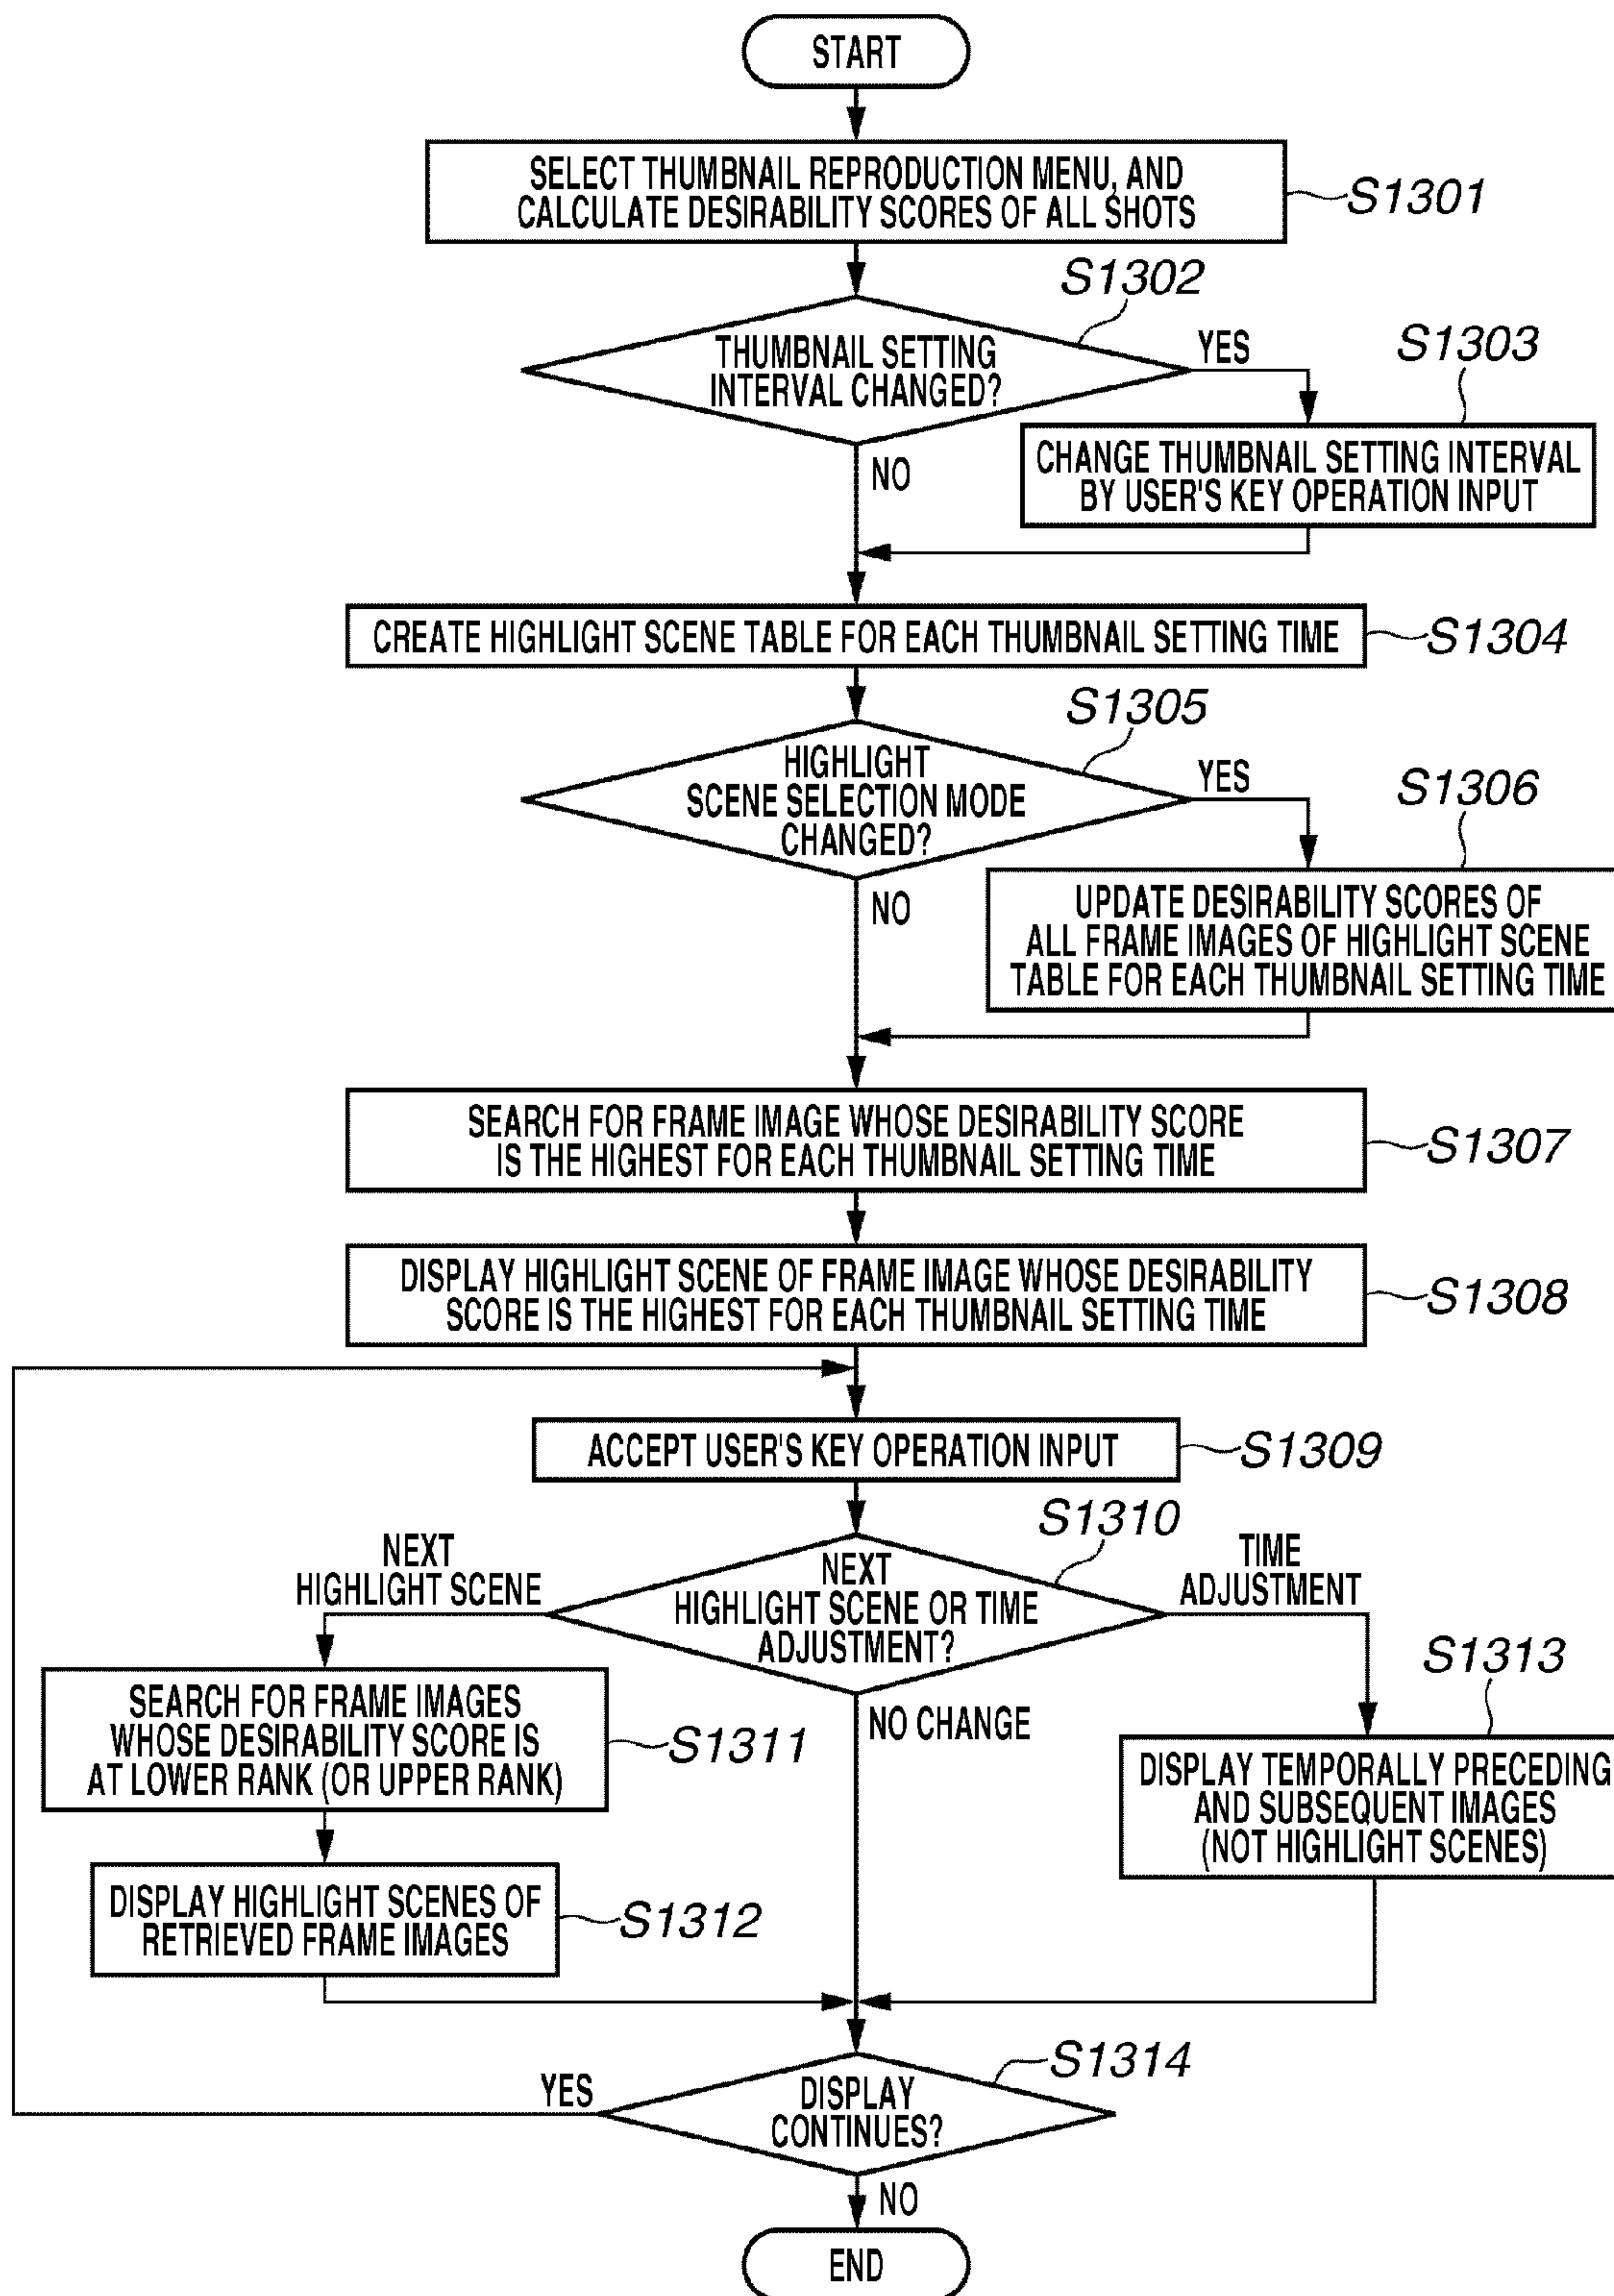 START
SELECT THUMBNAIL REPRODUCTION MENU, AND
CALCULATE DESIRABILITY SCORES OF ALL SHOTS
S1301
S1302
THUMBNAIL SETTING
INTERVAL CHANGED?
YES
S1303
CHANGE THUMBNAIL SETTING INTERVAL
BY USER'S KEY OPERATION INPUT
NO
CREATE HIGHLIGHT SCENE TABLE FOR EACH THUMBNAIL SETTING TIME
S1304
S1305
HIGHLIGHT
SCENE SELECTION MODE
CHANGED?
YES
S1306
UPDATE DESIRABILITY SCORES OF
ALL FRAME IMAGES OF HIGHLIGHT SCENE
TABLE FOR EACH THUMBNAIL SETTING TIME
NO
SEARCH FOR FRAME IMAGE WHOSE DESIRABILITY SCORE
IS THE HIGHEST FOR EACH THUMBNAIL SETTING TIME
S1307
DISPLAY HIGHLIGHT SCENE OF FRAME IMAGE WHOSE DESIRABILITY
SCORE IS THE HIGHEST FOR EACH THUMBNAIL SETTING TIME
S1308
ACCEPT USER'S KEY OPERATION INPUT
S1309
S1310
NEXT
HIGHLIGHT SCENE OR TIME
ADJUSTMENT?
NEXT
HIGHLIGHT SCENE
TIME
ADJUSTMENT
NO CHANGE
SEARCH FOR FRAME IMAGES
WHOSE DESIRABILITY SCORE IS
AT LOWER RANK (OR UPPER RANK)
S1311
DISPLAY HIGHLIGHT SCENES OF
RETRIEVED FRAME IMAGES
S1312
S1313
DISPLAY TEMPORALLY PRECEDING
AND SUBSEQUENT IMAGES
(NOT HIGHLIGHT SCENES)
S1314
DISPLAY
CONTINUES?
YES
NO
END